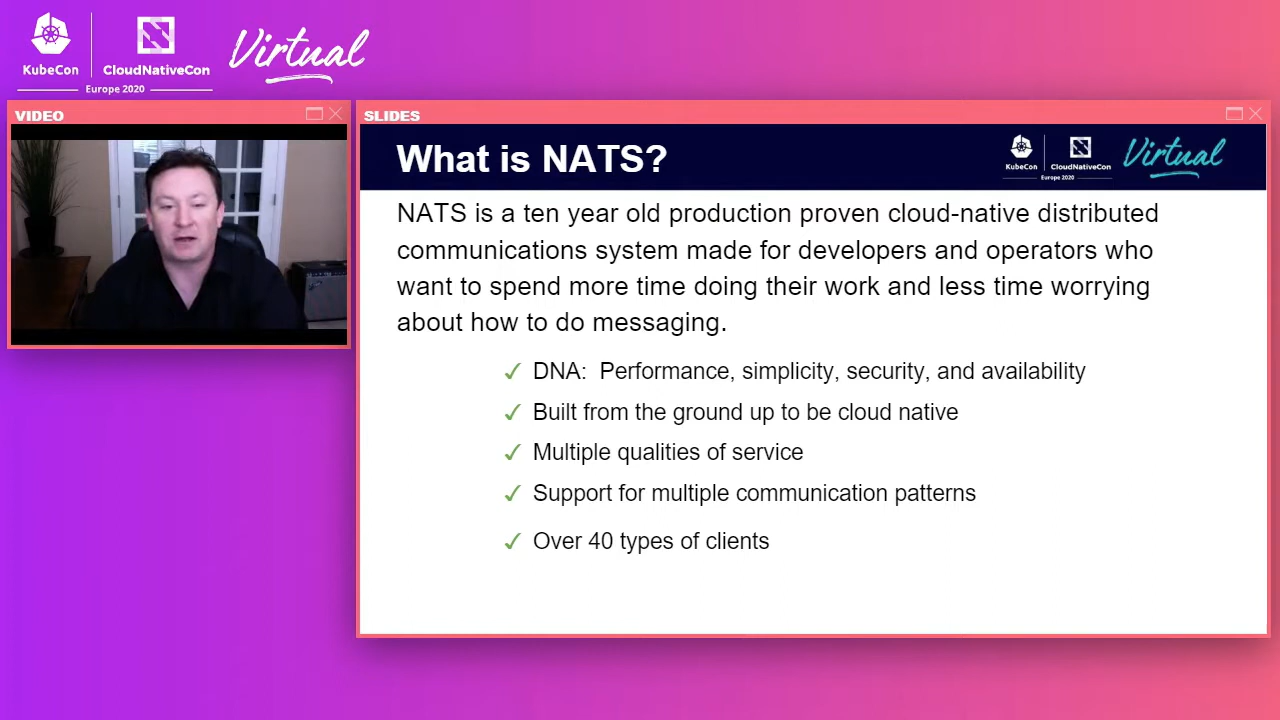 KubeCon
CloudNativeCon
Europe 2020
Virtual
VIDEO
SLIDES
What is NATS?
KubeCon
CloudNativeCon
Europe 2020
Virtual
NATS is a ten year old production proven cloud-native distributed
communications system made for developers and operators who
want to spend more time doing their work and less time worrying
about how to do messaging.
✓ DNA:  Performance, simplicity, security, and availability
✓ Built from the ground up to be cloud native
✓ Multiple qualities of service
✓ Support for multiple communication patterns
✓ Over 40 types of clients